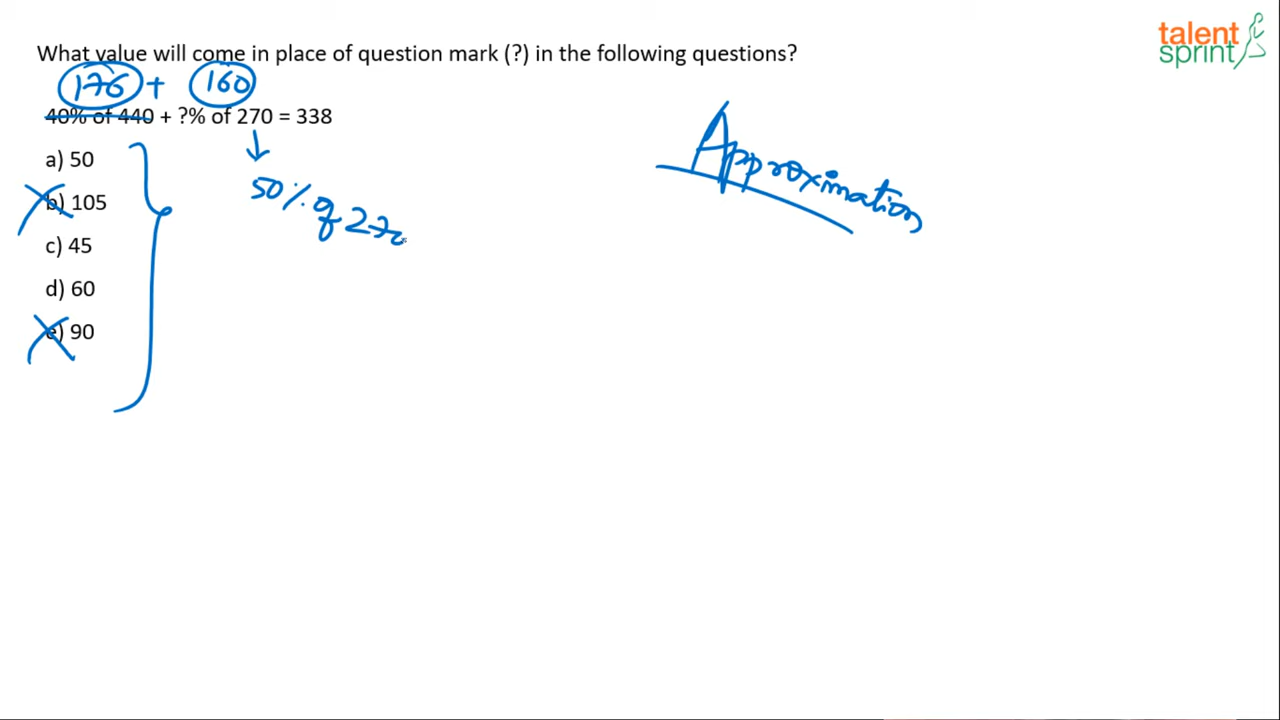 talent
sprint
What value will come in place of question mark (?) in the following questions?
176 + 160
40% of 440 + ?% of 270 = 338
a) 50
b) 105
c) 45
d) 60
e) 90
50% of 270
Approximation